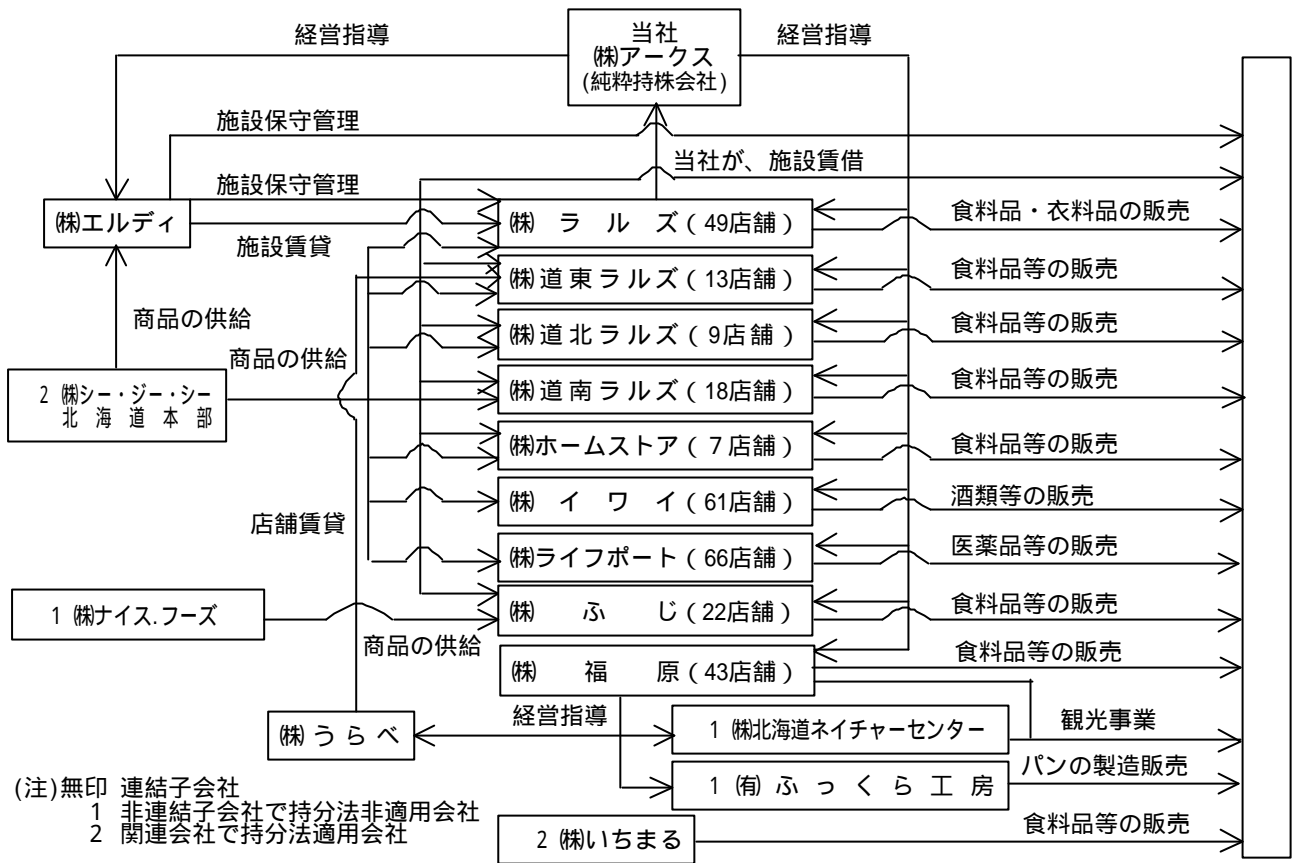 経営指導
当社
㈱アークス
(純粋持株会社)
経営指導
施設保守管理
当社が、施設賃借
施設保守管理
㈱エルディ
施設賃貸
㈱ ラ ル ズ ( 49店舗 )
食料品・衣料品の販売
㈱ 道 東 ラ ル ズ ( 13店舗 )
食料品等の販売
商品の供給
㈱ 道 北 ラ ル ズ ( 9店 舗 )
食料品等の販売
商品の供給
2 ㈱シー・ジー・シー
北 海 道 本 部
㈱ 道 南 ラ ル ズ ( 18店舗 )
食料品等の販売
㈱ホームストア ( 7 店舗 )
食料品等の販売
㈱ イ ワ イ ( 61店舗 )
酒類等の販売
店舗賃貸
㈱ライフポート ( 66店舗 )
医薬品等の販売
1 ㈱ナイス.フーズ
㈱ ふ じ ( 22店舗 )
食料品等の販売
商品の供給
㈱ 福 原 ( 43店舗 )
食料品等の販売
㈱ う ら べ
経営指導
1 ㈱北海道ネイチャーセンター
観光事業
1 ㈲ ふ っ く ら 工 房
パンの製造販売
2 ㈱いちまる
食料品等の販売
(注)無印 連結子会社
1 非連結子会社で持分法非適用会社
2 関連会社で持分法適用会社